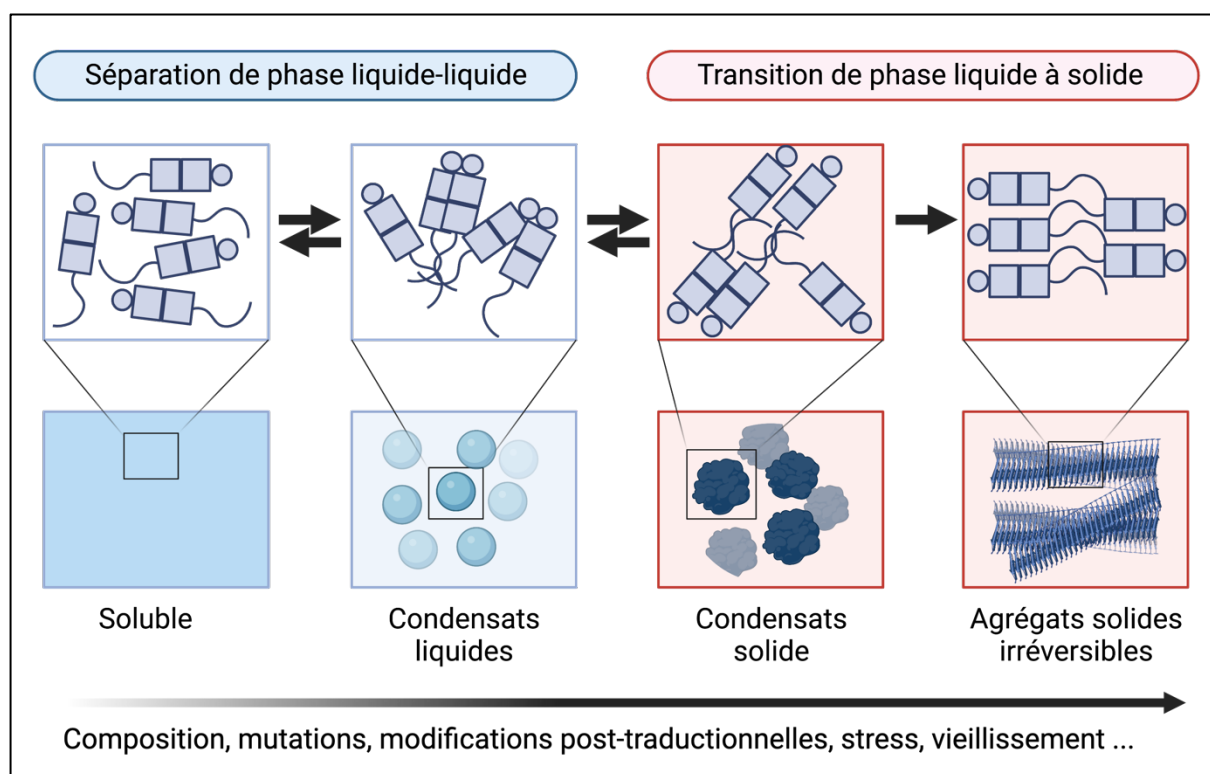 Séparation de phase liquide-liquide
Transition de phase liquide à solide
Soluble
Condensats
liquides
Condensats
solide
Agrégats solides
irréversibles
Composition, mutations, modifications post-traductionnelles, stress, vieillissement ...